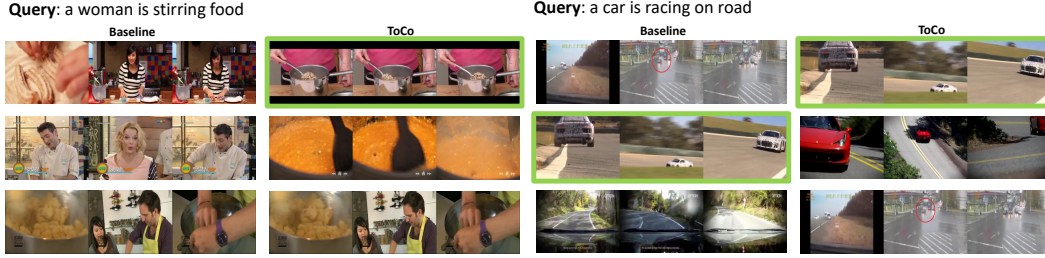 Query: a woman is stirring food
Baseline
ToCo
Query: a car is racing on road
Baseline
ToCo